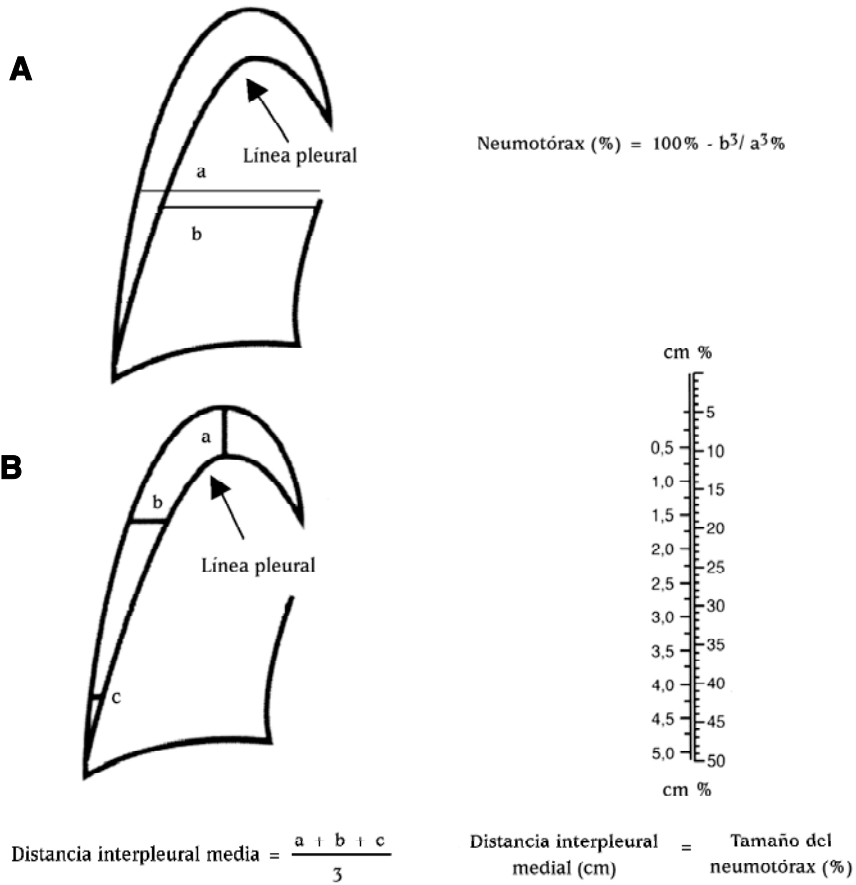 A
Línea pleural
a
b
Neumotórax (%) = 100% - b3/ a3%
B
a
b
Línea pleural
c
cm %
5
0,5
10
1,0
15
1,5
20
2,0
25
2,5
30
3,0
35
3,5
40
4,0
45
4,5
50
5,0
cm %
Distancia interpleural media = a + b + c
3
Distancia interpleural medial (cm) = Tamaño del neumotórax (%)